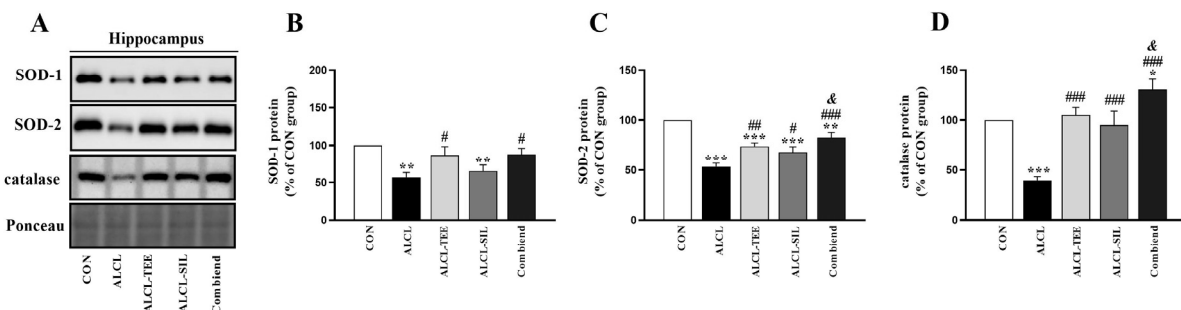 A
Hippocampus
SOD-1
SOD-2
catalase
Ponceau
CON
ALCL
ALCL-TEE
ALCL-SIL
Combiend
B
SOD-1 protein
(% of CON group)
200
150
100
50
0
**
#
**
#
CON
ALCL
ALCL-TEE
ALCL-SIL
Combiend
C
SOD-2 protein
(% of CON group)
150
100
50
0
***
##
***
#
***
&
###
**
CON
ALCL
ALCL-TEE
ALCL-SIL
Combiend
D
catalase protein
(% of CON group)
150
100
50
0
***
###
###
&
###
*
CON
ALCL
ALCL-TEE
ALCL-SIL
Combiend